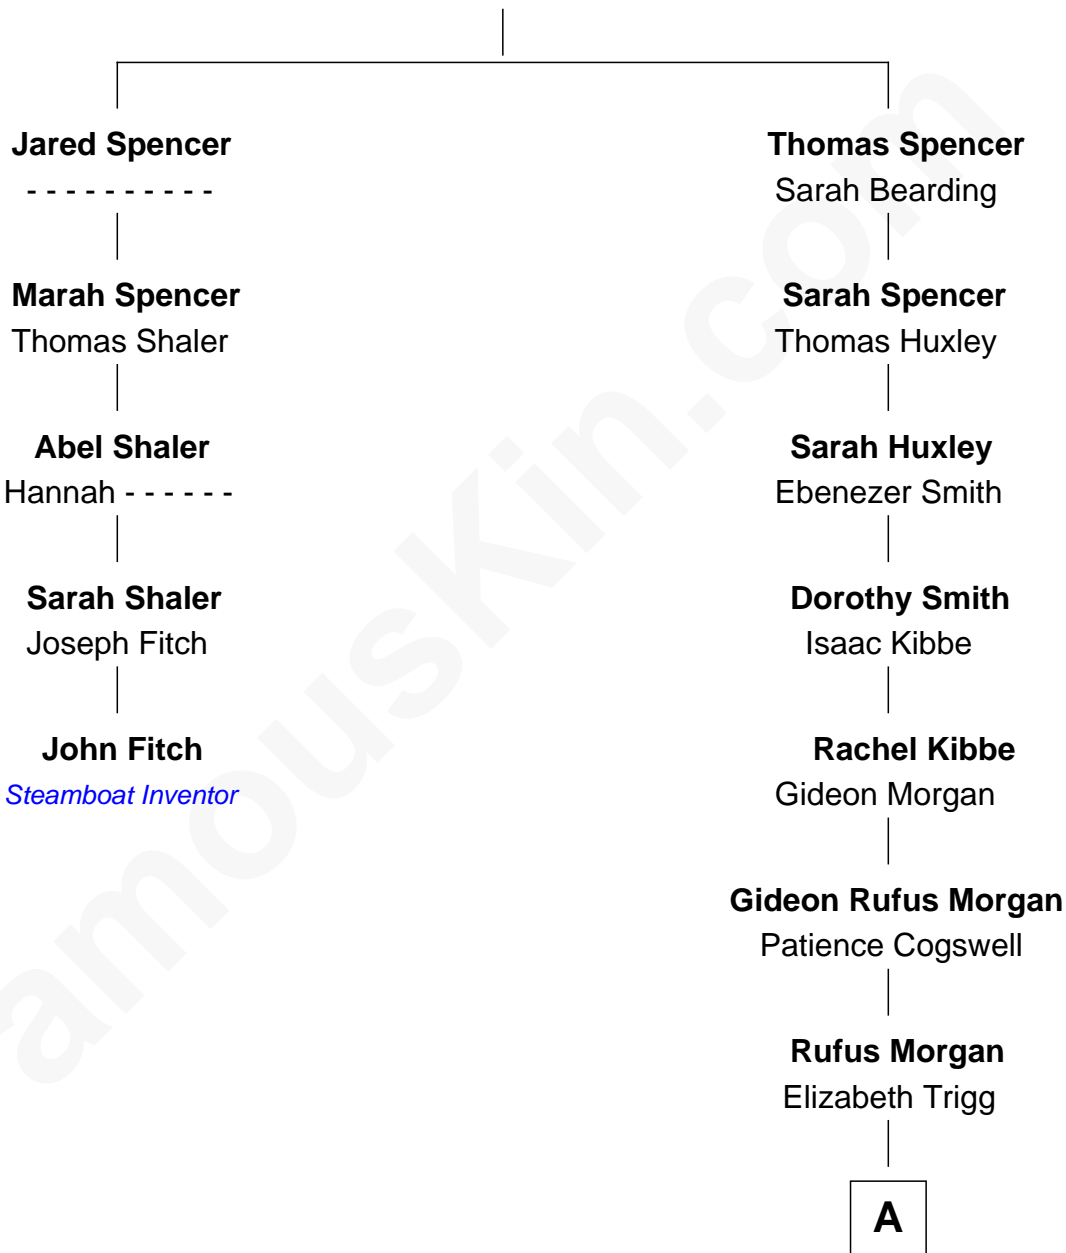 Jared Spencer
- - - - - - - - - -
Marah Spencer
Thomas Shaler
Abel Shaler
Hannah - - - - - -
Sarah Shaler
Joseph Fitch
John Fitch
Steamboat Inventor
Thomas Spencer
Sarah Bearding
Sarah Spencer
Thomas Huxley
Sarah Huxley
Ebenezer Smith
Dorothy Smith
Isaac Kibbe
Rachel Kibbe
Gideon Morgan
Gideon Rufus Morgan
Patience Cogswell
Rufus Morgan
Elizabeth Trigg
A
amouskin.com